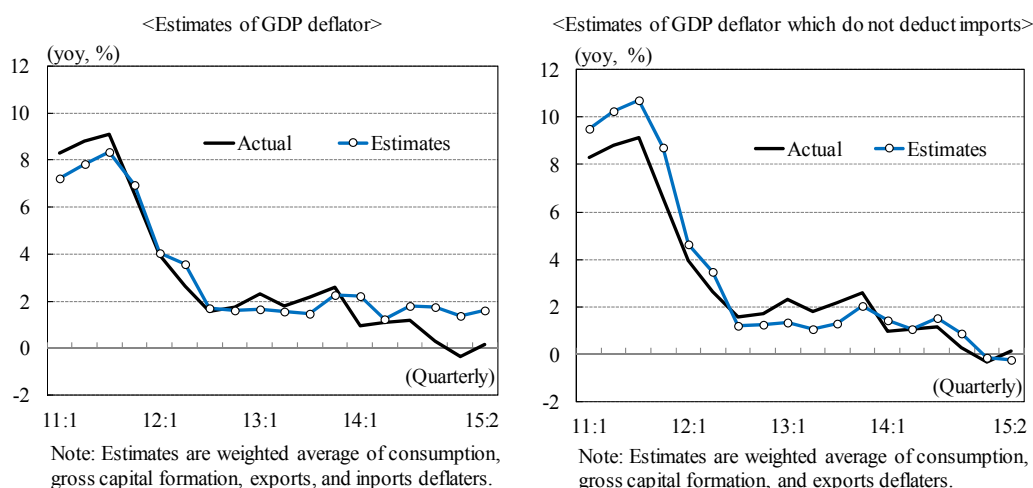 <Estimates of GDP deflator>
(yoy, %)
12
10
8
6
4
2
0
-2
Actual
Estimates
(Quarterly)
11:1 12:1 13:1 14:1 15:2
Note: Estimates are weighted average of consumption,
gross capital formation, exports, and inports deflaters.
<Estimates of GDP deflator which do not deduct imports>
(yoy, %)
12
10
8
6
4
2
0
-2
Actual
Estimates
(Quarterly)
11:1 12:1 13:1 14:1 15:2
Note: Estimates are weighted average of consumption,
gross capital formation, and exports deflaters.